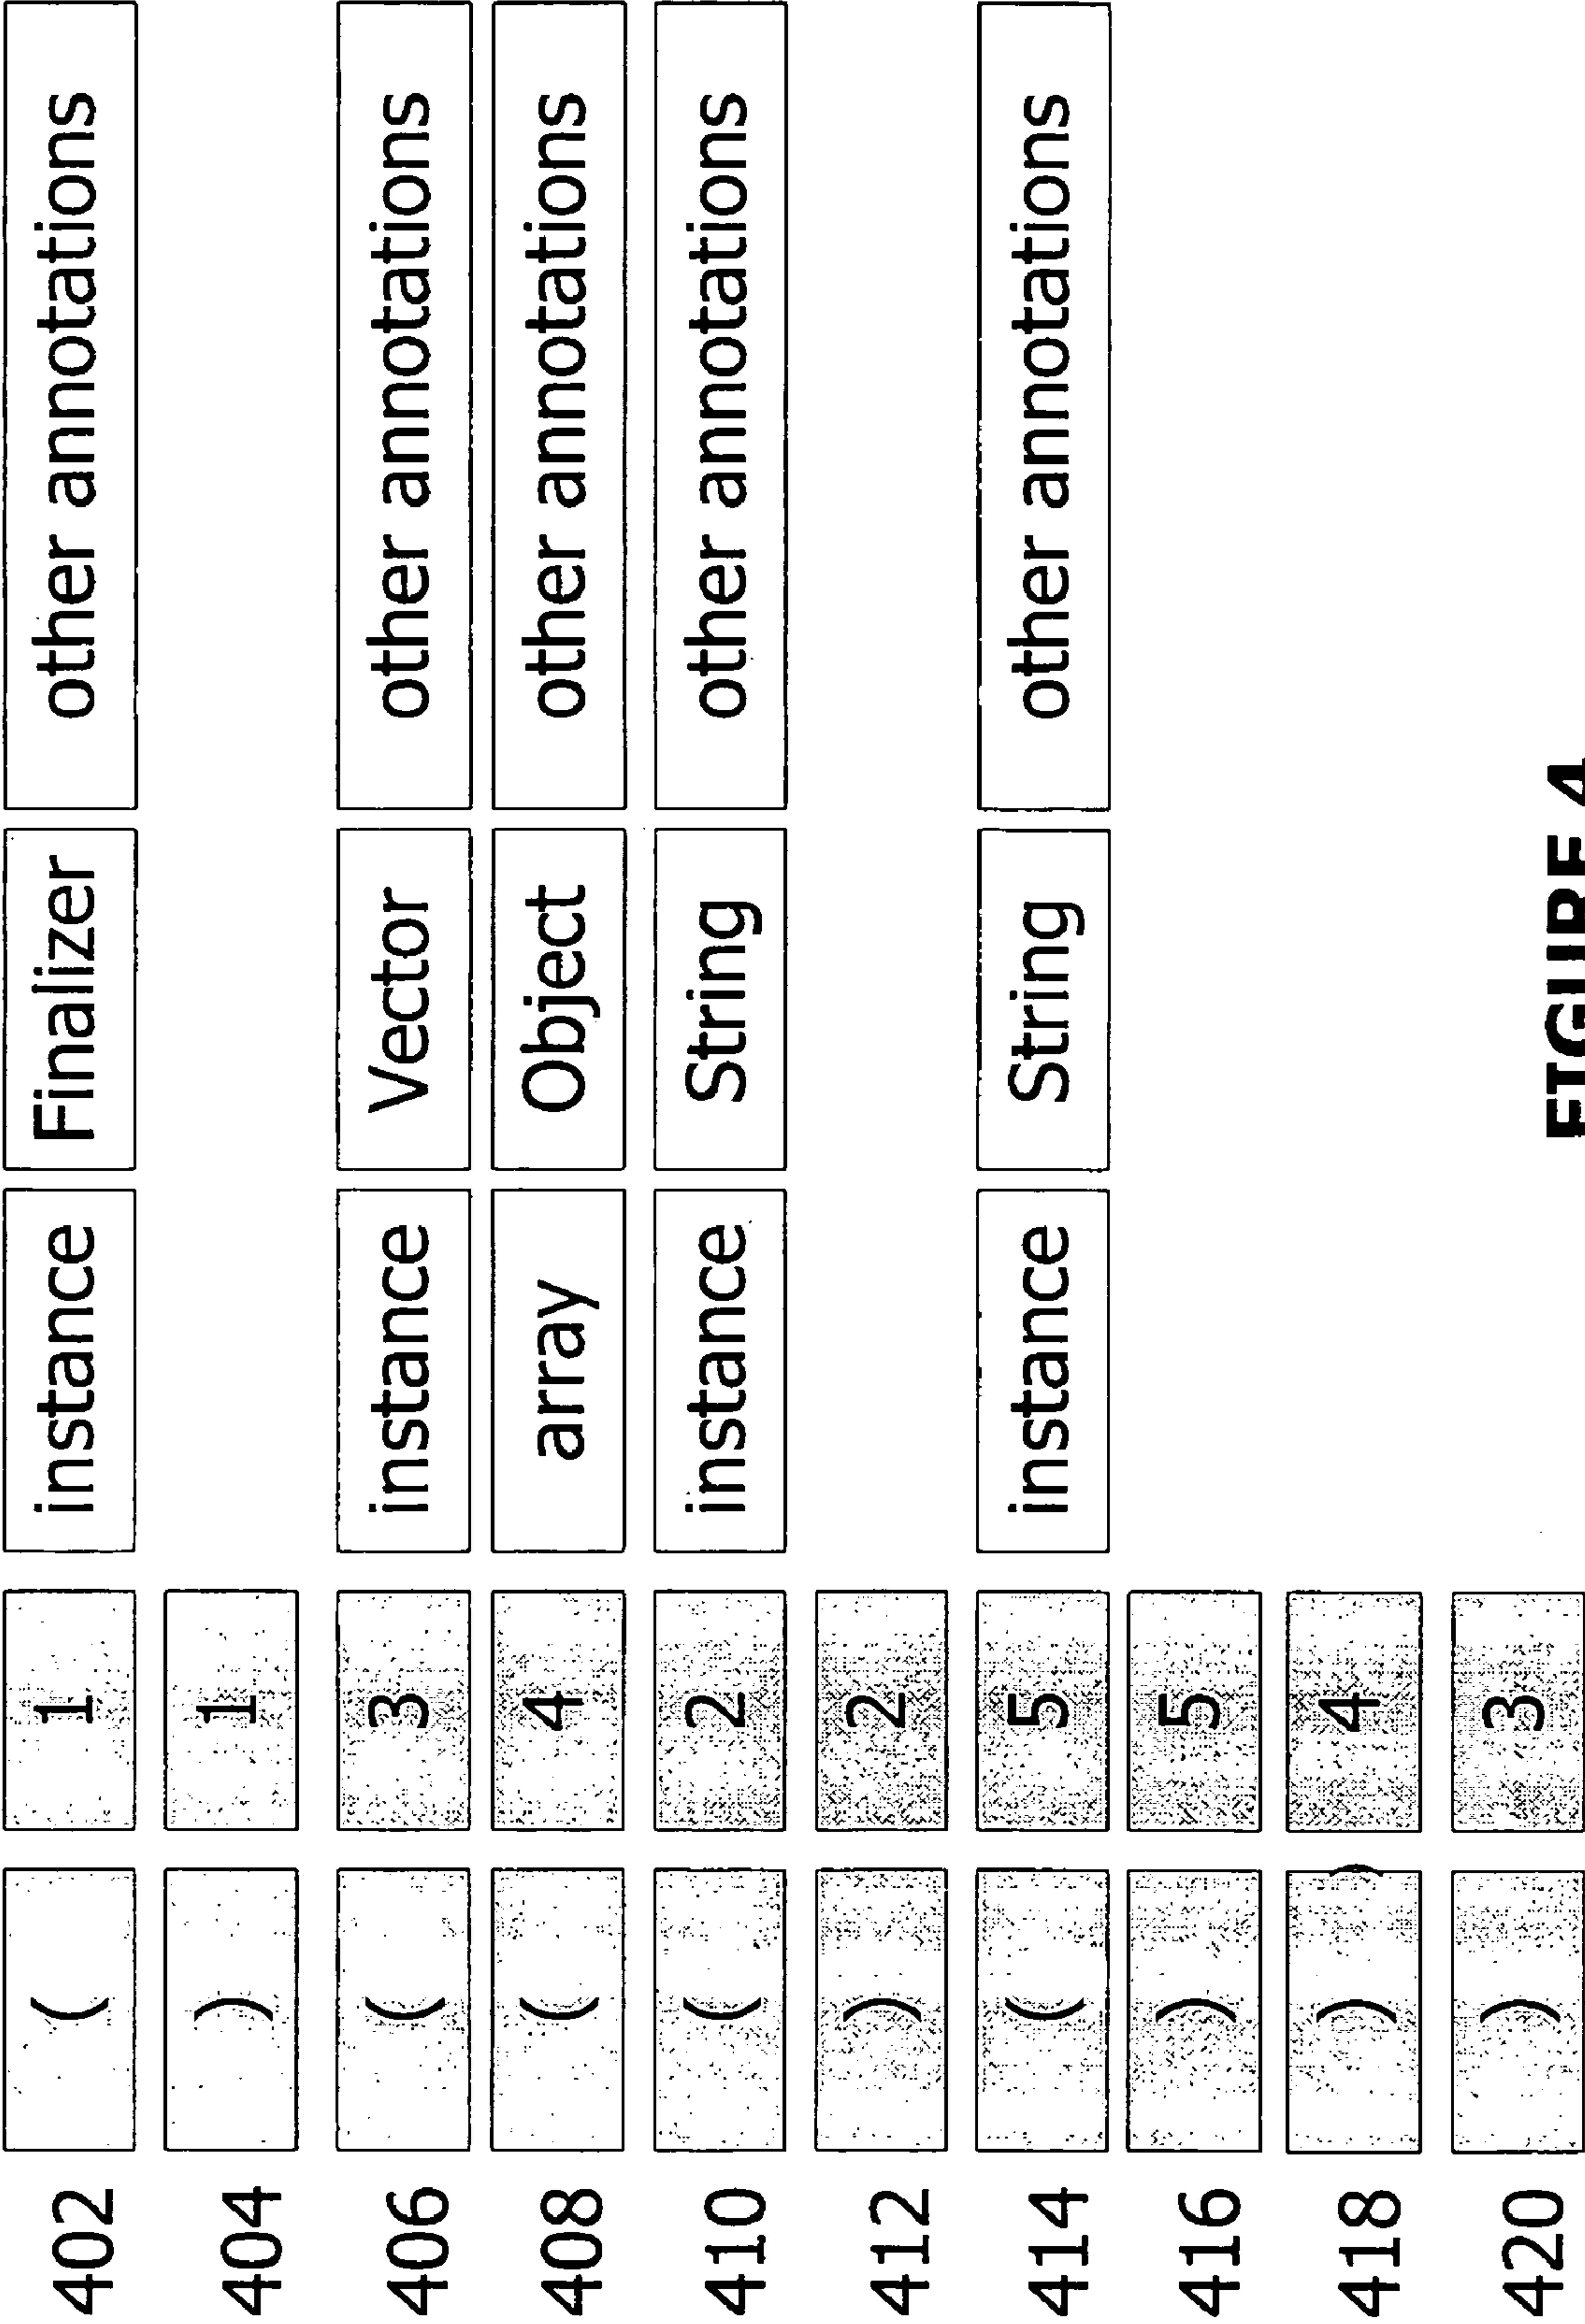 402 ( 1 instance Finalizer other annotations
404 ) 1
406 ( 3 instance Vector other annotations
408 ( 4 array Object other annotations
410 ( 2 instance String other annotations
412 ) 2
414 ( 5 instance String other annotations
416 ) 5
418 ) 4
420 ) 3
FIGURE 4